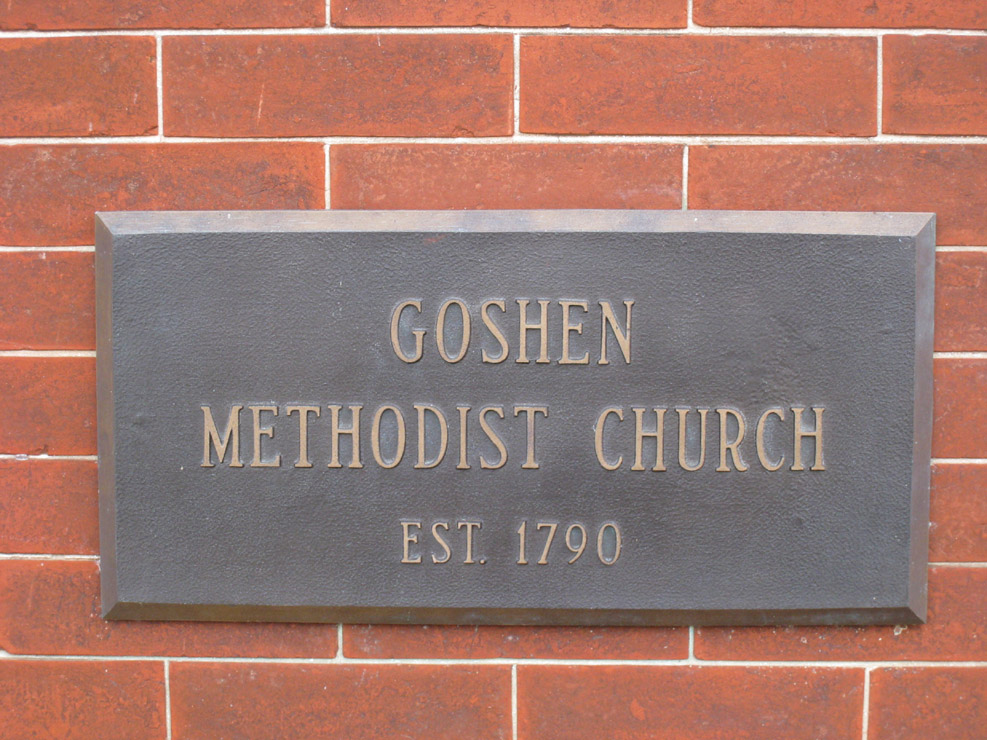 GOSHEN
METHODIST CHURCH
EST. 1790